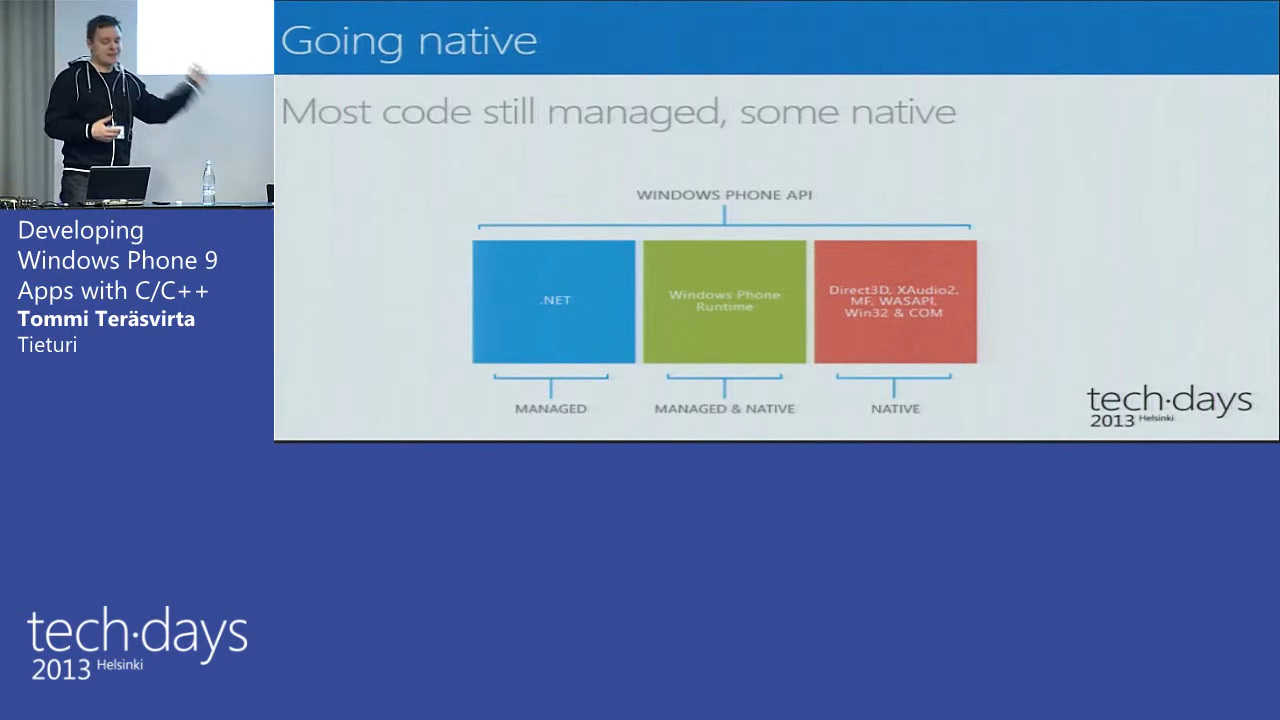 Going native
Most code still managed, some native
WINDOWS PHONE API
.NET
Windows Phone
Runtime
Direct3D, XAudio2,
MF, WASAPI,
Win32 & COM
MANAGED
MANAGED & NATIVE
NATIVE
tech·days
2013 Helsinki
Developing
Windows Phone 9
Apps with C/C++
Tommi Teräsvirta
Tieturi
tech·days
2013 Helsinki